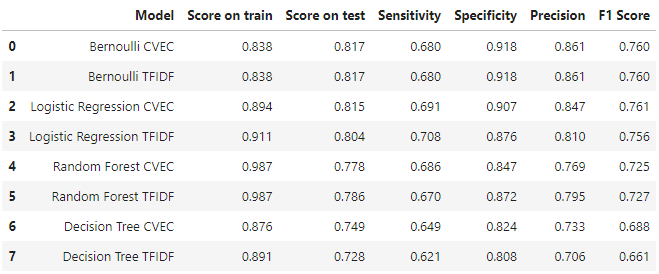 Model Score on train Score on test Sensitivity Specificity Precision F1 Score
0 Bernoulli CVEC 0.838 0.817 0.680 0.918 0.861 0.760
1 Bernoulli TFIDF 0.838 0.817 0.680 0.918 0.861 0.760
2 Logistic Regression CVEC 0.894 0.815 0.691 0.907 0.847 0.761
3 Logistic Regression TFIDF 0.911 0.804 0.708 0.876 0.810 0.756
4 Random Forest CVEC 0.987 0.778 0.686 0.847 0.769 0.725
5 Random Forest TFIDF 0.987 0.786 0.670 0.872 0.795 0.727
6 Decision Tree CVEC 0.876 0.749 0.649 0.824 0.733 0.688
7 Decision Tree TFIDF 0.891 0.728 0.621 0.808 0.706 0.661